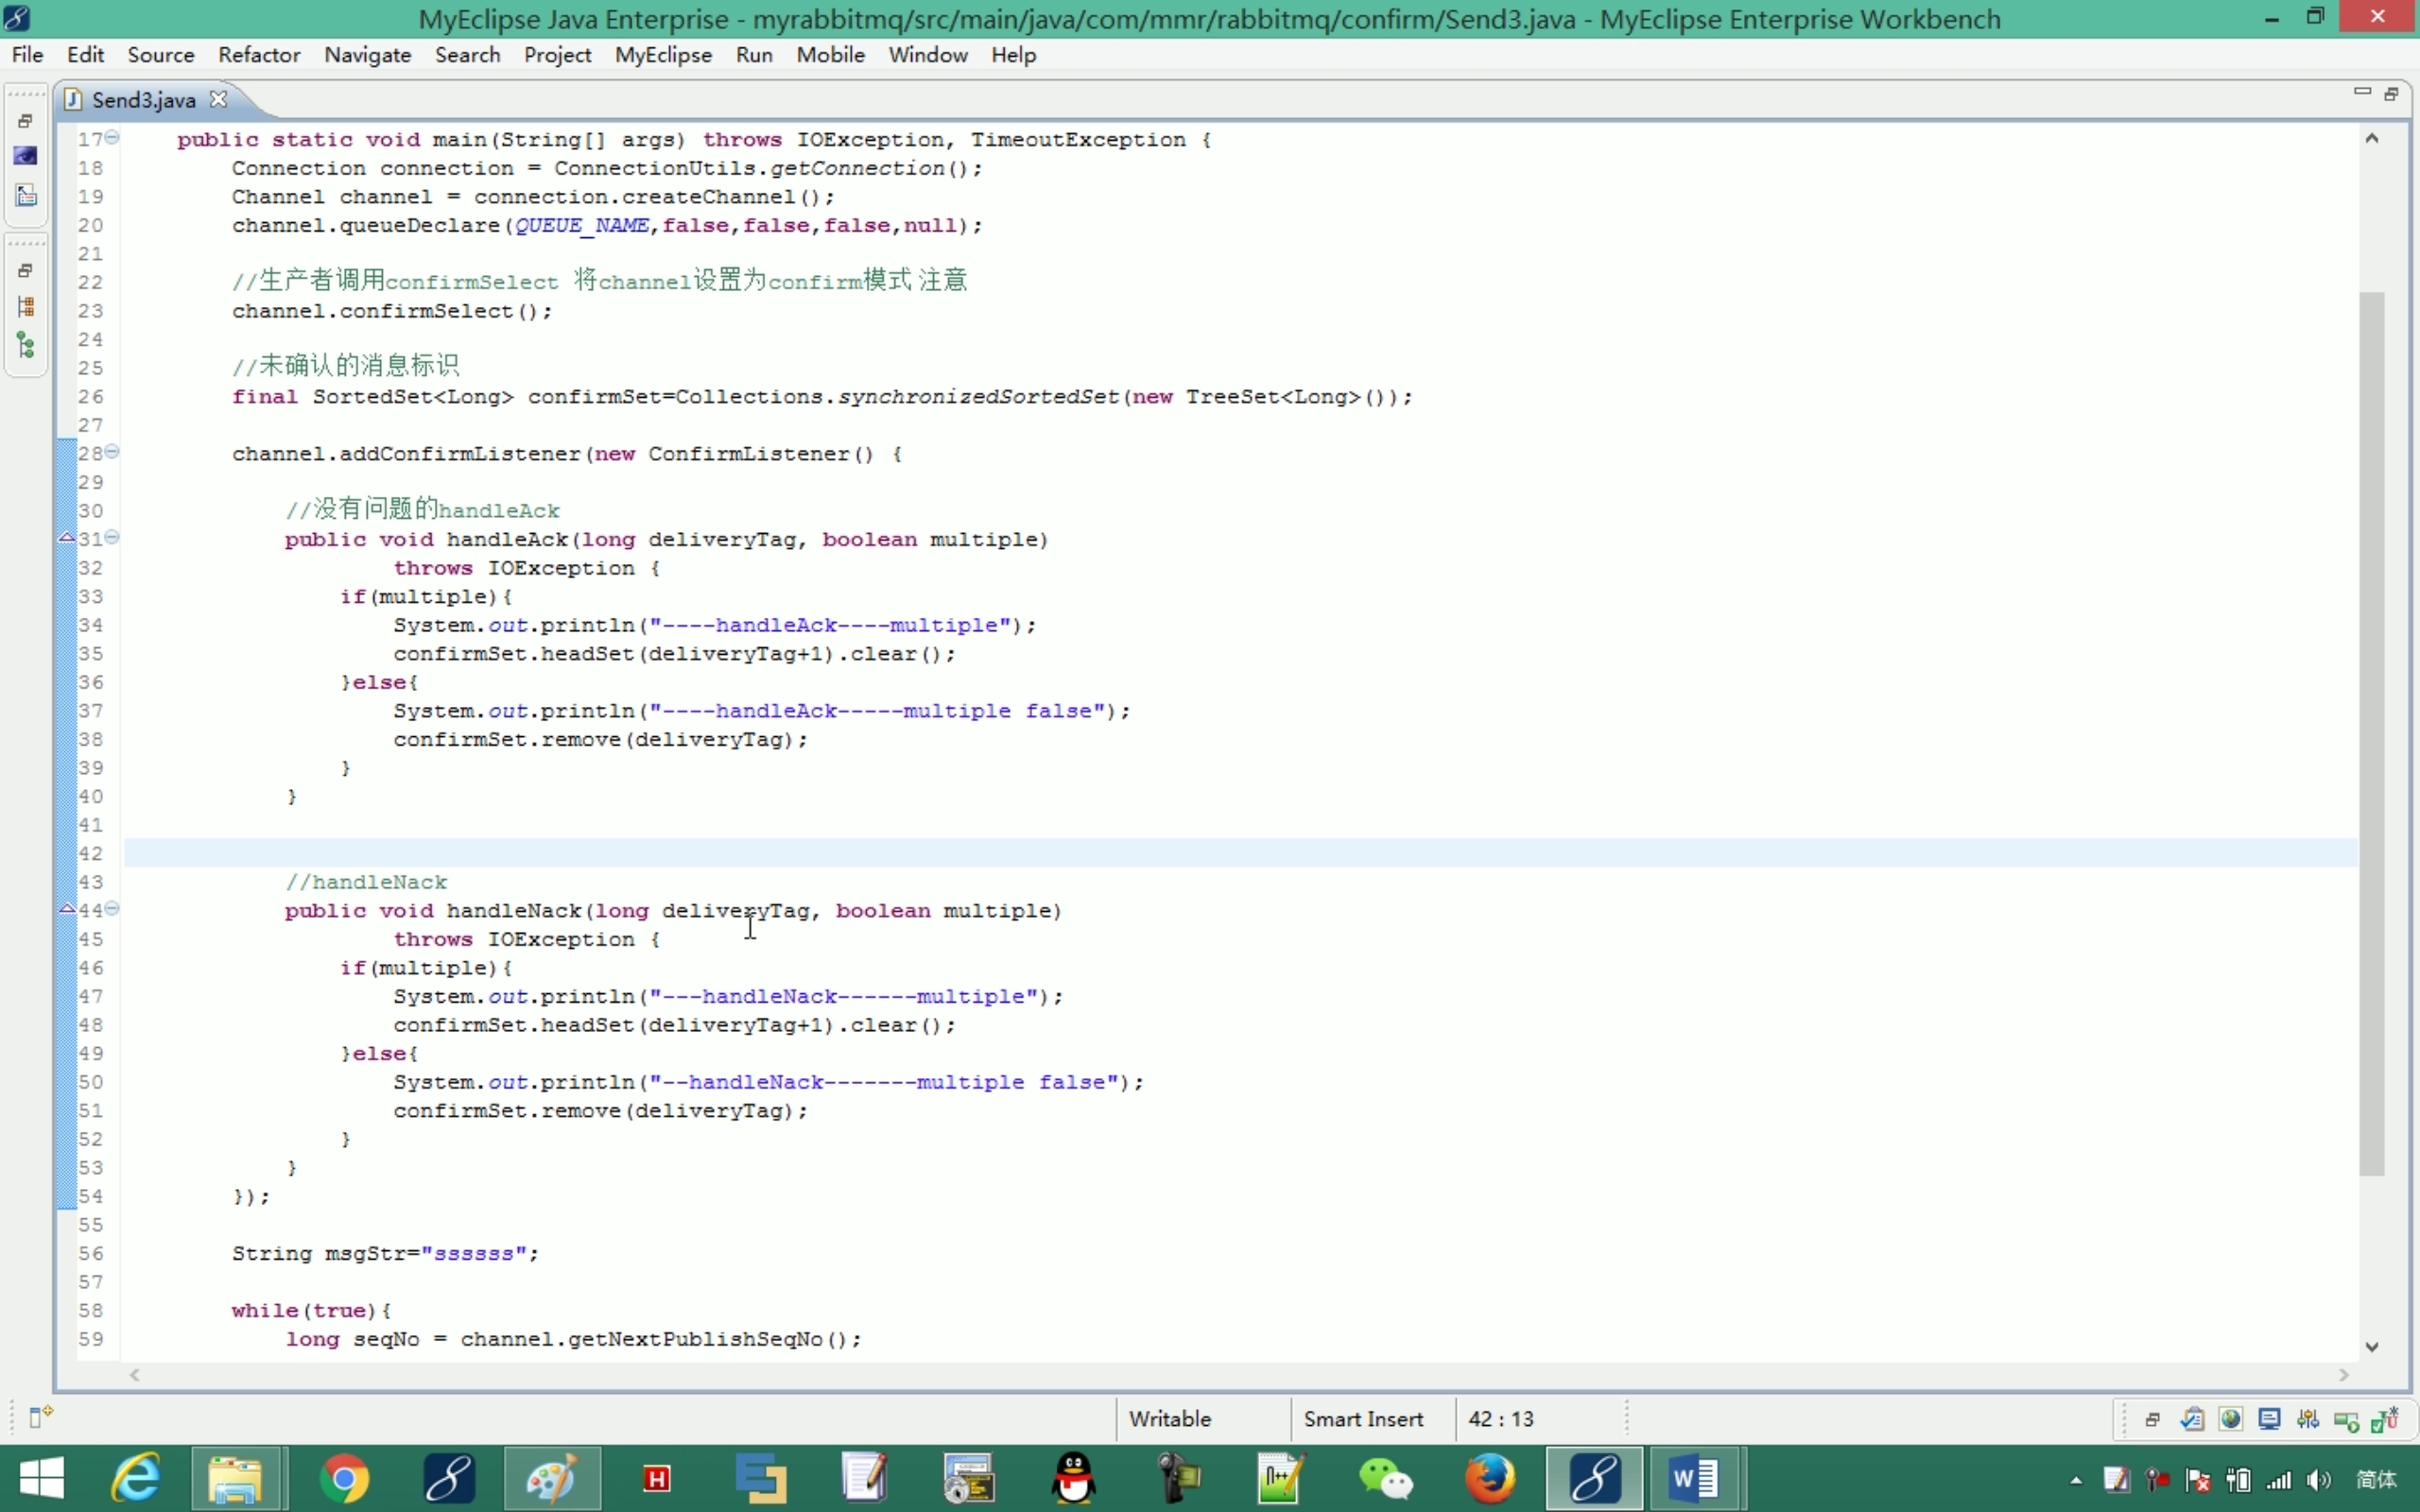 MyEclipse Java Enterprise - myrabbitmq/src/main/java/com/mmr/rabbitmq/confirm/Send3.java - MyEclipse Enterprise Workbench
File Edit Source Refactor Navigate Search Project MyEclipse Run Mobile Window Help
Send3.java
17 public static void main(String[] args) throws IOException, TimeoutException {
18 Connection connection = ConnectionUtils.getConnection();
19 Channel channel = connection.createChannel();
20 channel.queueDeclare(QUEUE_NAME,false,false,false,null);
21
22 //生产者调用confirmSelect 将channel设置为confirm模式 注意
23 channel.confirmSelect();
24
25 //未确认的消息标识
26 final SortedSet<Long> confirmSet=Collections.synchronizedSortedSet(new TreeSet<Long>());
27
28 channel.addConfirmListener(new ConfirmListener() {
29
30 //没有问题的handleAck
31 public void handleAck(long deliveryTag, boolean multiple)
32 throws IOException {
33 if(multiple){
34 System.out.println("----handleAck----multiple");
35 confirmSet.headSet(deliveryTag+1).clear();
36 }else{
37 System.out.println("----handleAck-----multiple false");
38 confirmSet.remove(deliveryTag);
39 }
40 }
41
42
43 //handleNack
44 public void handleNack(long deliveryTag, boolean multiple)
45 throws IOException {
46 if(multiple){
47 System.out.println("---handleNack------multiple");
48 confirmSet.headSet(deliveryTag+1).clear();
49 }else{
50 System.out.println("--handleNack-------multiple false");
51 confirmSet.remove(deliveryTag);
52 }
53 }
54 });
55
56 String msgStr="ssssss";
57
58 while(true){
59 long seqNo = channel.getNextPublishSeqNo();
Writable Smart Insert 42 : 13
简体